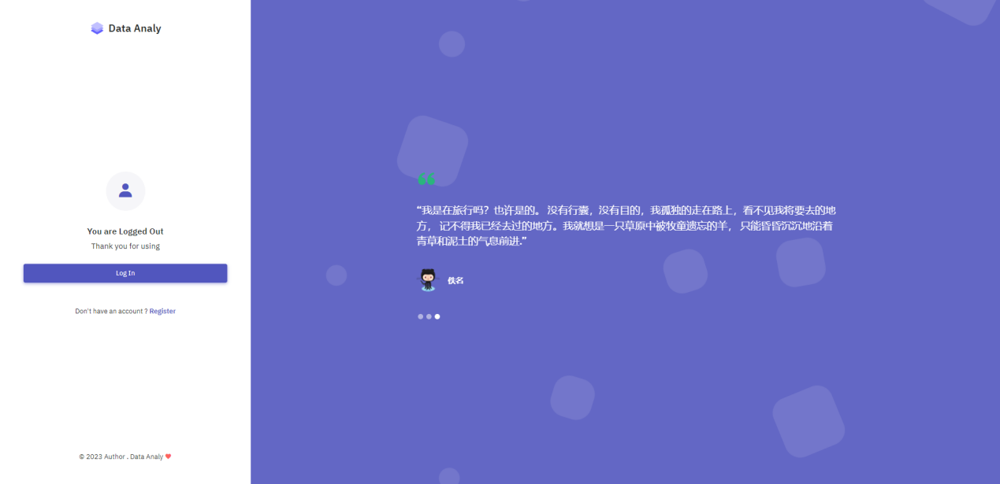 Data Analy
You are Logged Out
Thank you for using
Log In
Don't have an account ? Register
© 2023 Author . Data Analy
“我是在旅行吗？也许是的。 没有行囊，没有目的，我孤独的走在路上，看不见我将要去的地
方， 记不得我已经去过的地方。我就想是一只草原中被牧童遗忘的羊， 只能昏昏沉沉地沿着
青草和泥土的气息前进.”
佚名